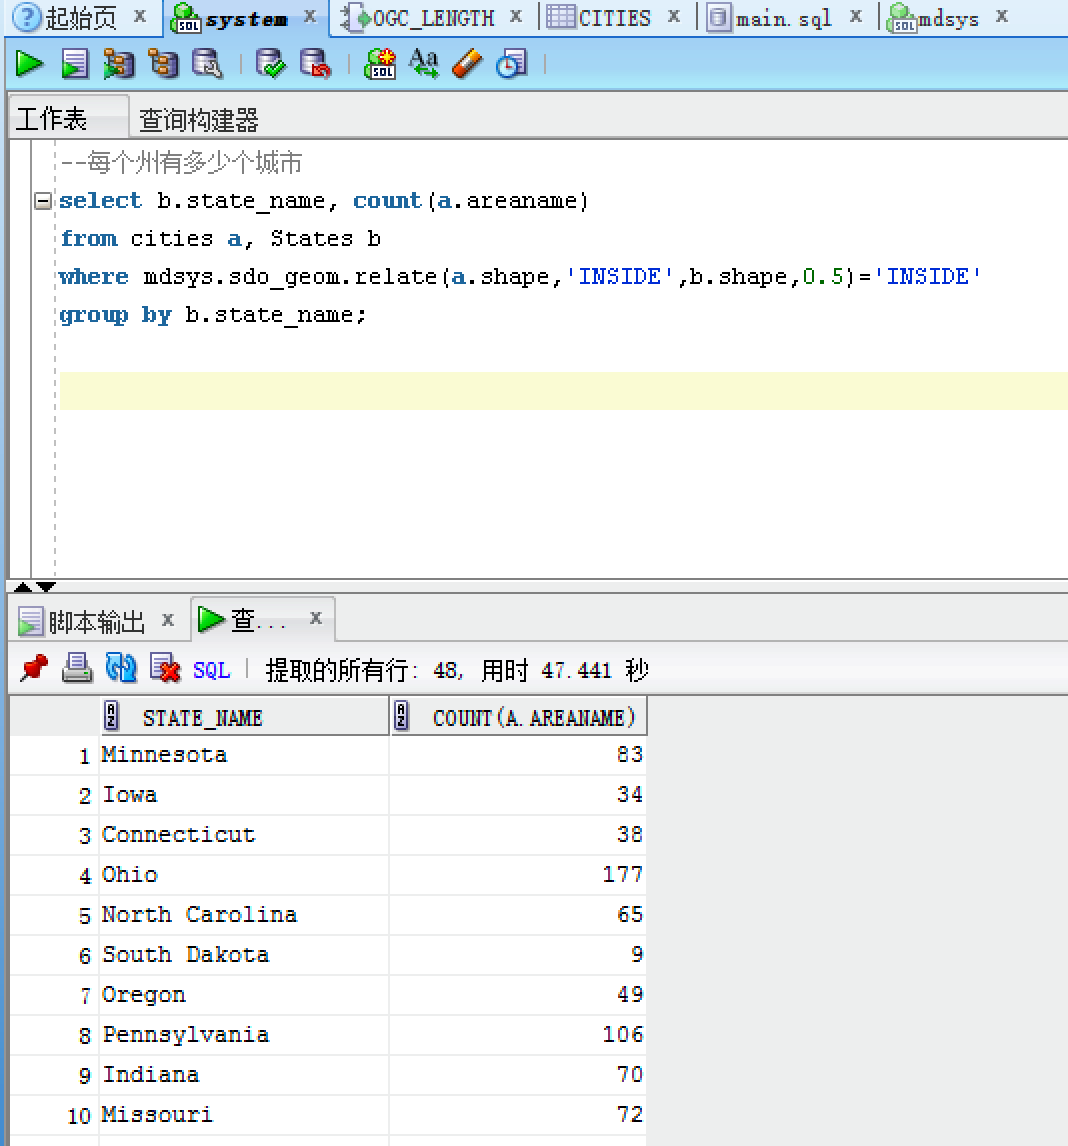 起始页 x system x OGC_LENGTH x CITIES x main.sql x mdsys x
工作表 查询构建器
--每个州有多少个城市
select b.state_name, count(a.areaname)
from cities a, States b
where mdsys.sdo_geom.relate(a.shape,'INSIDE',b.shape,0.5)='INSIDE'
group by b.state_name;
脚本输出 x 查... x
SQL 提取的所有行: 48, 用时 47.441 秒
STATE_NAME COUNT(A.AREANAME)
1 Minnesota 83
2 Iowa 34
3 Connecticut 38
4 Ohio 177
5 North Carolina 65
6 South Dakota 9
7 Oregon 49
8 Pennsylvania 106
9 Indiana 70
10 Missouri 72